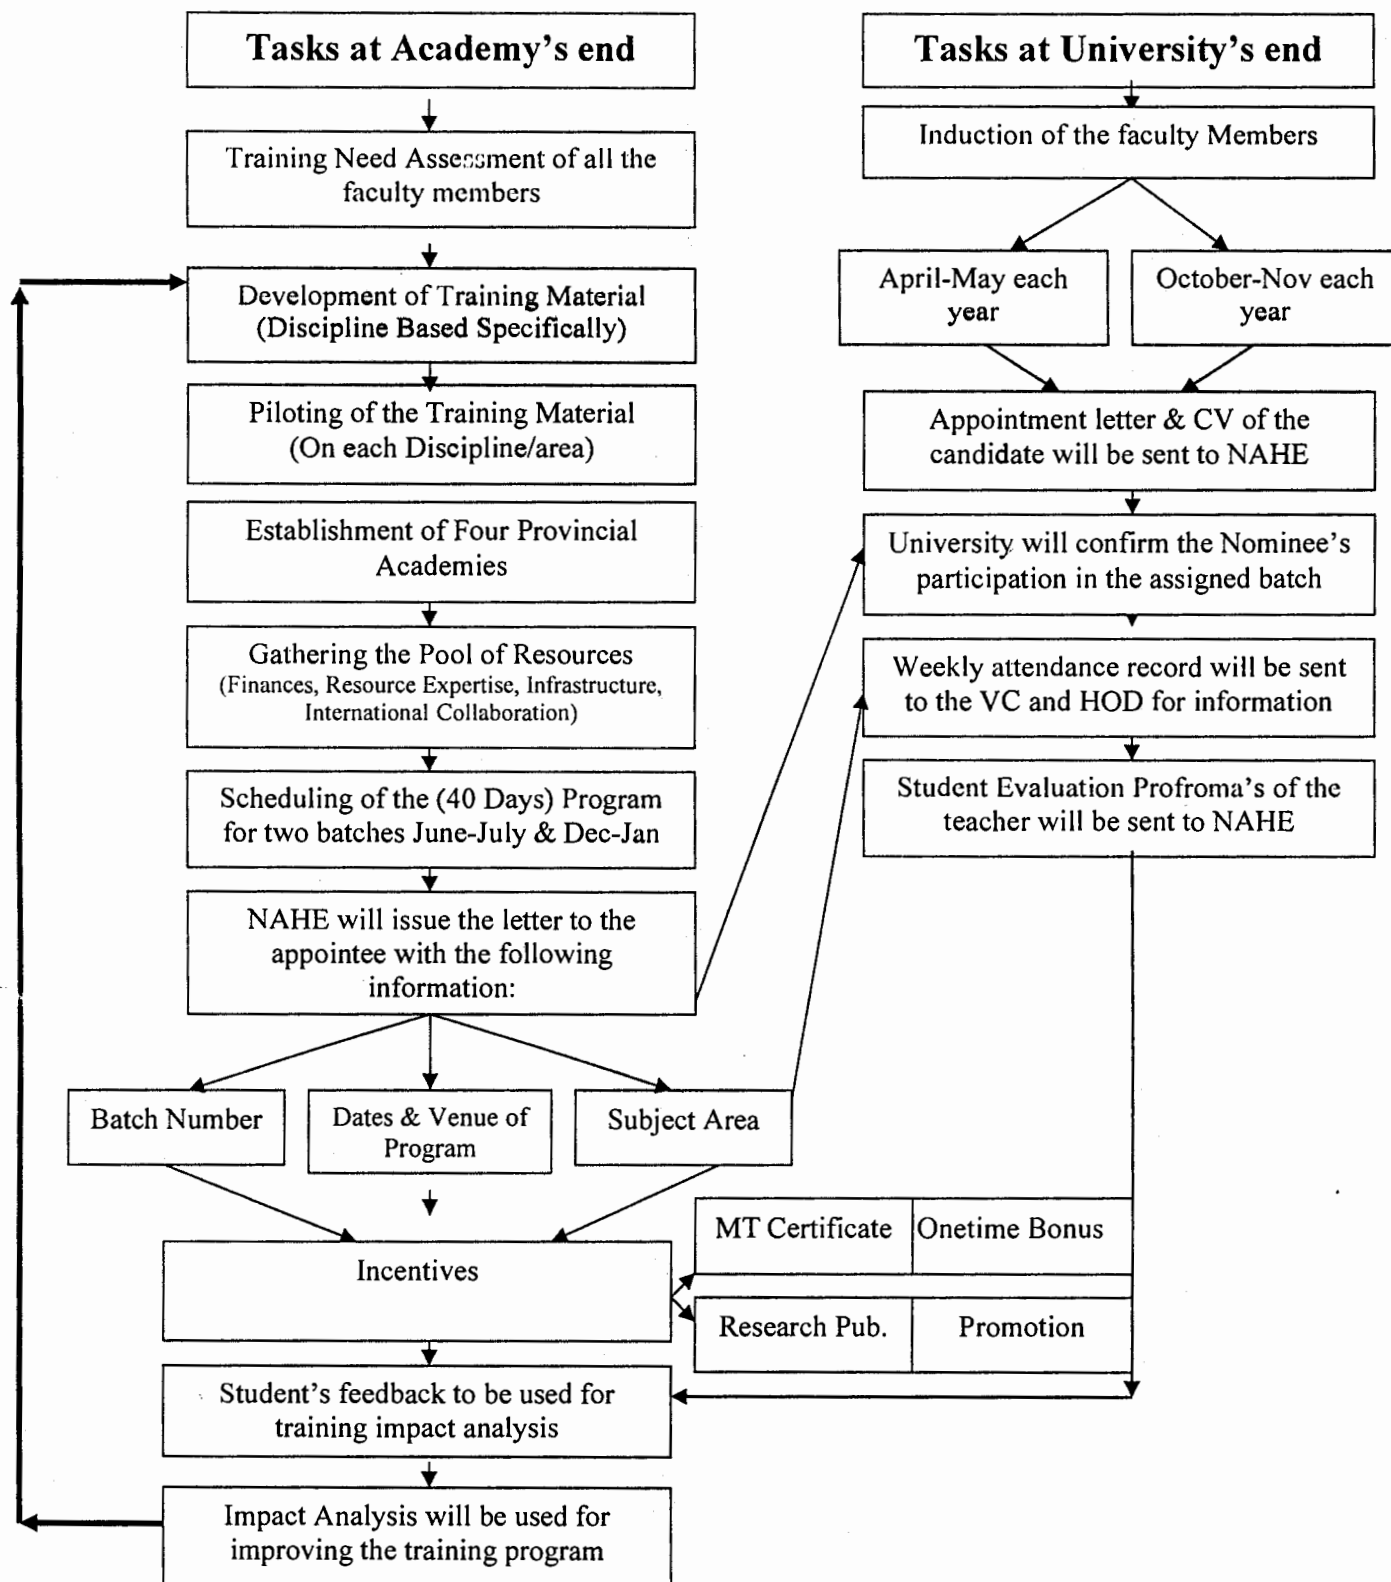 Tasks at Academy's end
Training Need Assessment of all the
faculty members
Development of Training Material
(Discipline Based Specifically)
Piloting of the Training Material
(On each Discipline/area)
Establishment of Four Provincial
Academies
Gathering the Pool of Resources
(Finances, Resource Expertise, Infrastructure,
International Collaboration)
Scheduling of the (40 Days) Program
for two batches June-July & Dec-Jan
NAHE will issue the letter to the
appointee with the following
information:
Batch Number
Dates & Venue of
Program
Subject Area
Incentives
MT Certificate
Onetime Bonus
Research Pub.
Promotion
Student's feedback to be used for
training impact analysis
Impact Analysis will be used for
improving the training program
Tasks at University's end
Induction of the faculty Members
April-May each
year
October-Nov each
year
Appointment letter & CV of the
candidate will be sent to NAHE
University will confirm the Nominee's
participation in the assigned batch
Weekly attendance record will be sent
to the VC and HOD for information
Student Evaluation Profroma's of the
teacher will be sent to NAHE